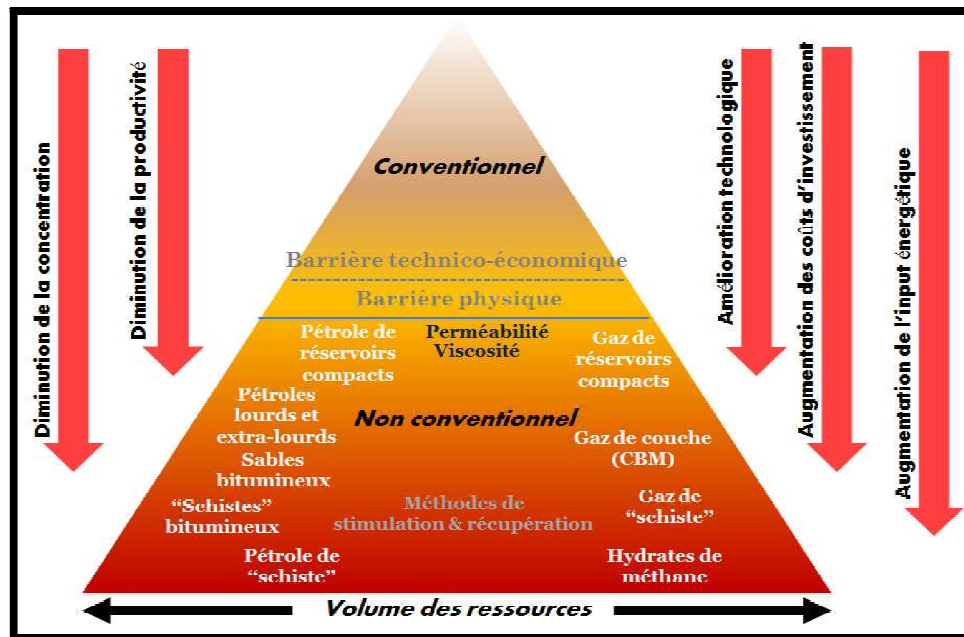 Diminution de la concentration
Diminution de la productivité
Conventionnel
Barrière technico-économique
Barrière physique
Pétrole de
réservoirs
compacts
Perméabilité
Viscosité
Gaz de
réservoirs
compacts
Pétroles
lourds et
extra-lourds
Sables
bitumineux
Non conventionnel
Gaz de couche
(CBM)
“Schistes”
bitumineux
Méthodes de
stimulation & récupération
Gaz de
“schiste”
Pétrole de
“schiste”
Hydrates de
méthane
Volume des ressources
Amélioration technologique
Augmentation des coûts d’investissement
Augmentation de l’input énergétique